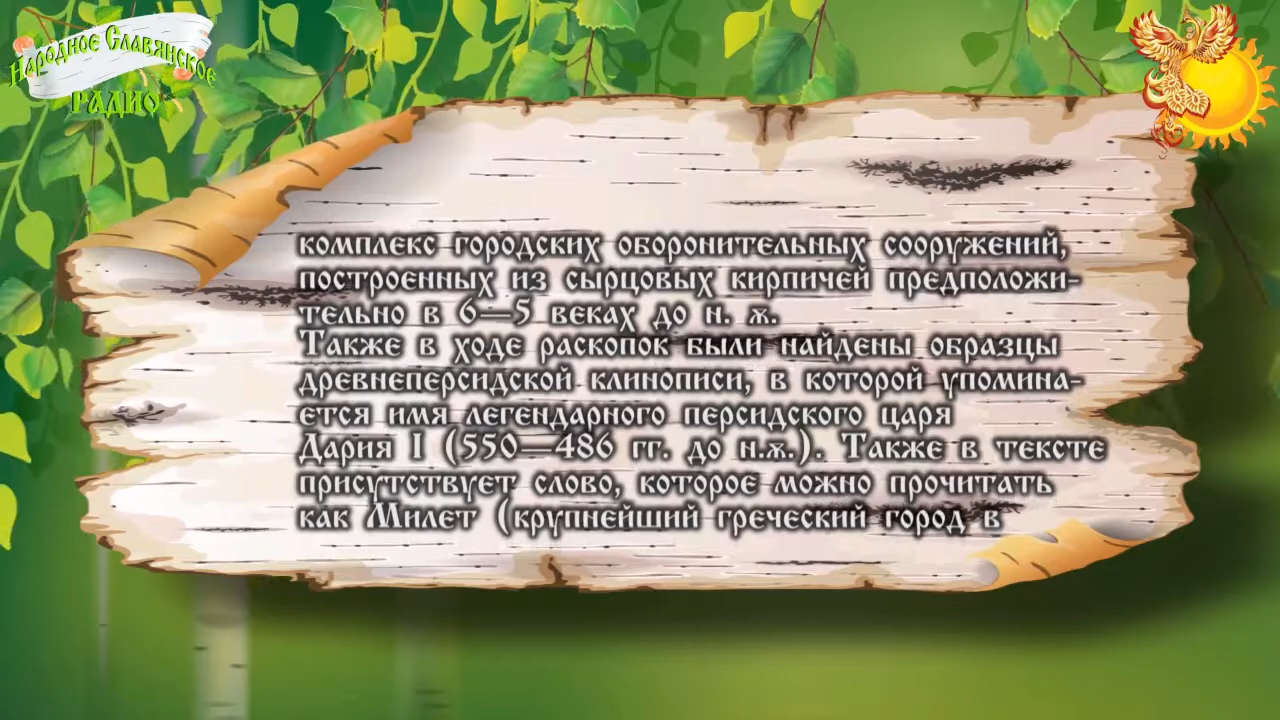 Народное Славянское
РАДИО
комплекс городских оборонительных сооружений,
построенных из сырцовых кирпичей предположи-
тельно в 6—5 веках до н. ѫ.
Также в ходе раскопок были найдены образцы
древнеперсидской клинописи, в которой упомина-
ется имя легендарного персидского царя
Дария I (550—486 гг. до н.ѫ.). Также в тексте
присутствует слово, которое можно прочитать
как Милет (крупнейший греческий город в